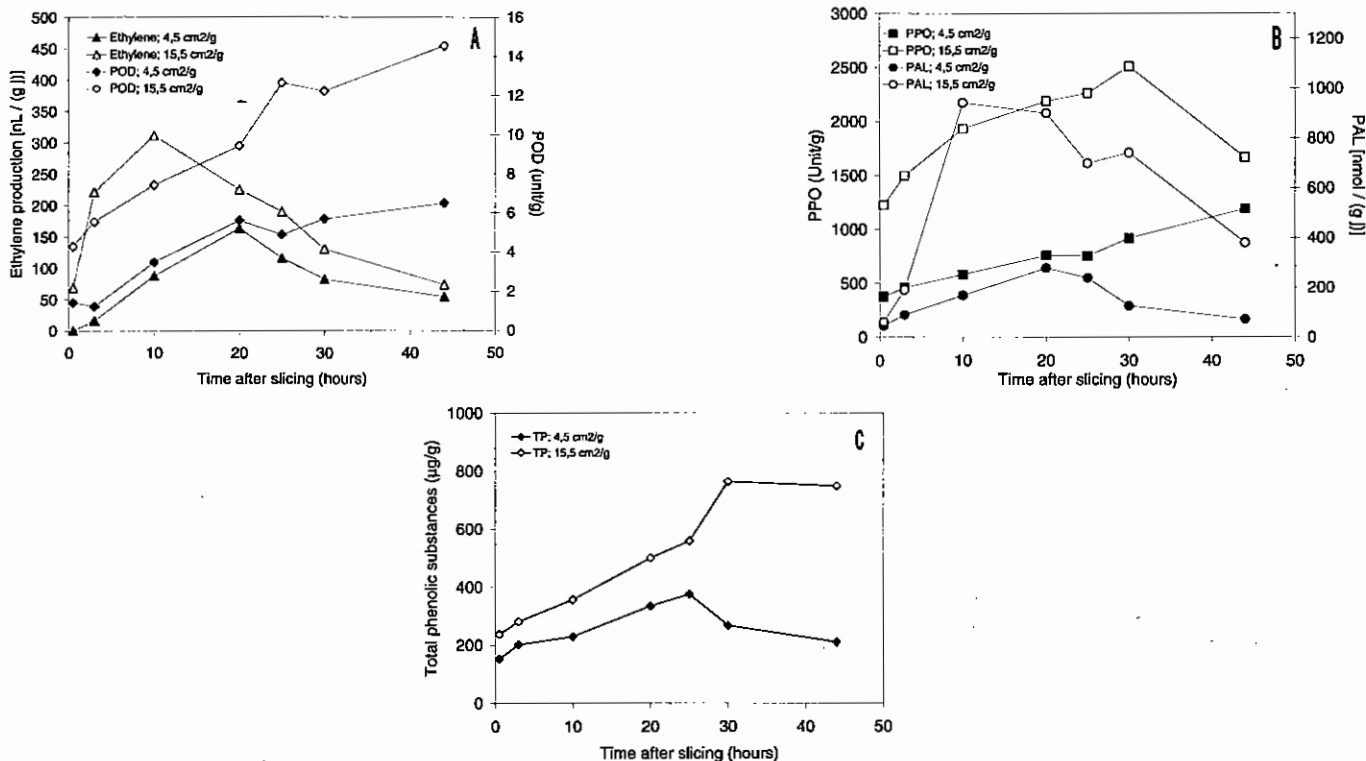 A
Ethylene; 4,5 cm2/g
Ethylene; 15,5 cm2/g
POD; 4,5 cm2/g
POD; 15,5 cm2/g
Ethylene production [nL / (g )]
500
450
400
350
300
250
200
150
100
50
0
POD (unit/g)
16
14
12
10
8
6
4
2
0
0 10 20 30 40 50
Time after slicing (hours)
B
PPO; 4,5 cm2/g
PPO; 15,5 cm2/g
PAL; 4,5 cm2/g
PAL; 15,5 cm2/g
PPO (Unit/g)
3000
2500
2000
1500
1000
500
0
PAL [nmol / (g )]
1200
1000
800
600
400
200
0
0 10 20 30 40 50
Time after slicing (hours)
C
TP; 4,5 cm2/g
TP; 15,5 cm2/g
Total phenolic substances (µg/g)
1000
800
600
400
200
0
0 10 20 30 40 50
Time after slicing (hours)